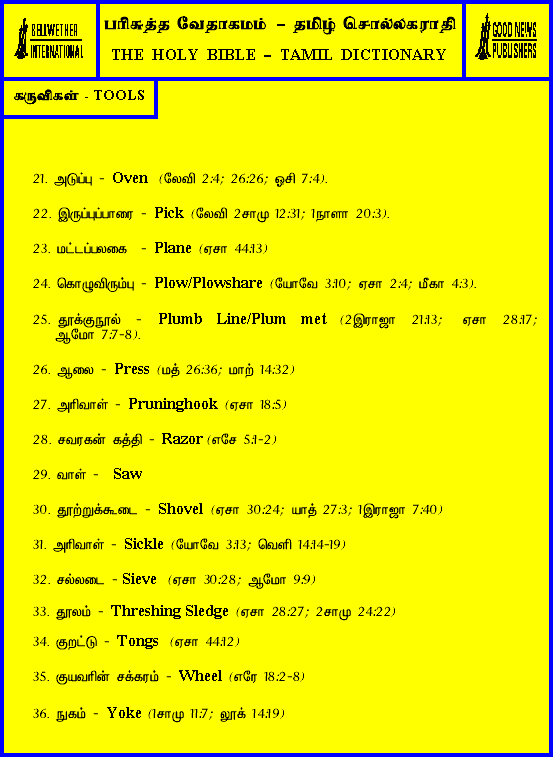 BELLWETHER
INTERNATIONAL
பரிசுத்த வேதாகமம் – தமிழ் சொல்லகராதி
THE HOLY BIBLE – TAMIL DICTIONARY
GOOD NEWS
PUBLISHERS
கருவிகள் - TOOLS
21. அடுப்பு - Oven (லேவி 2:4; 26:26; ஓசி 7:4).
22. இருப்புப்பாரை - Pick (லேவி 2சாமு 12:31; 1நாளா 20:3).
23. மட்டப்பலகை - Plane (ஏசா 44:13)
24. கொழுவிரும்பு - Plow/Plowshare (யோவே 3:10; ஏசா 2:4; மீகா 4:3).
25. தூக்குநூல் - Plumb Line/Plum met (2இராஜா 21:13; ஏசா 28:17;
ஆமோ 7:7-8).
26. ஆலை - Press (மத் 26:36; மாற் 14:32)
27. அரிவாள் - Pruninghook (ஏசா 18:5)
28. சவரகன் கத்தி - Razor (எசே 5:1-2)
29. வாள் - Saw
30. தூற்றுக்கூடை - Shovel (ஏசா 30:24; யாத் 27:3; 1இராஜா 7:40)
31. அரிவாள் - Sickle (யோவே 3:13; வெளி 14:14-19)
32. சல்லடை - Sieve (ஏசா 30:28; ஆமோ 9:9)
33. தூலம் - Threshing Sledge (ஏசா 28:27; 2சாமு 24:22)
34. குறட்டு - Tongs (ஏசா 44:12)
35. குயவரின் சக்கரம் - Wheel (எரே 18:2-8)
36. நுகம் - Yoke (1சாமு 11:7; லூக் 14:19)